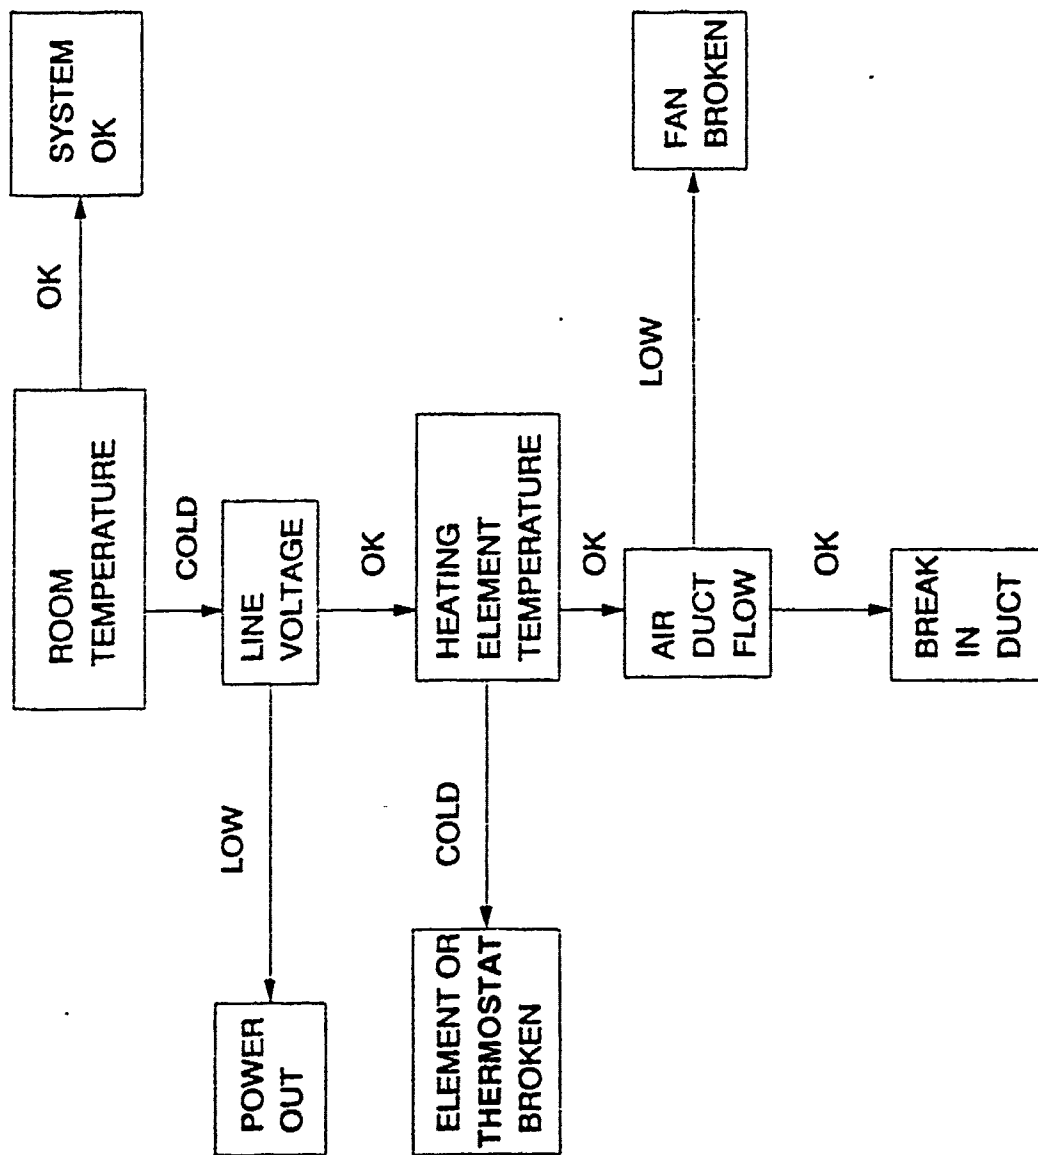 ROOM
TEMPERATURE
OK
SYSTEM
OK
COLD
LINE
VOLTAGE
LOW
POWER
OUT
OK
HEATING
ELEMENT
TEMPERATURE
COLD
ELEMENT OR
THERMOSTAT
BROKEN
OK
AIR
DUCT
FLOW
LOW
FAN
BROKEN
OK
BREAK
IN
DUCT